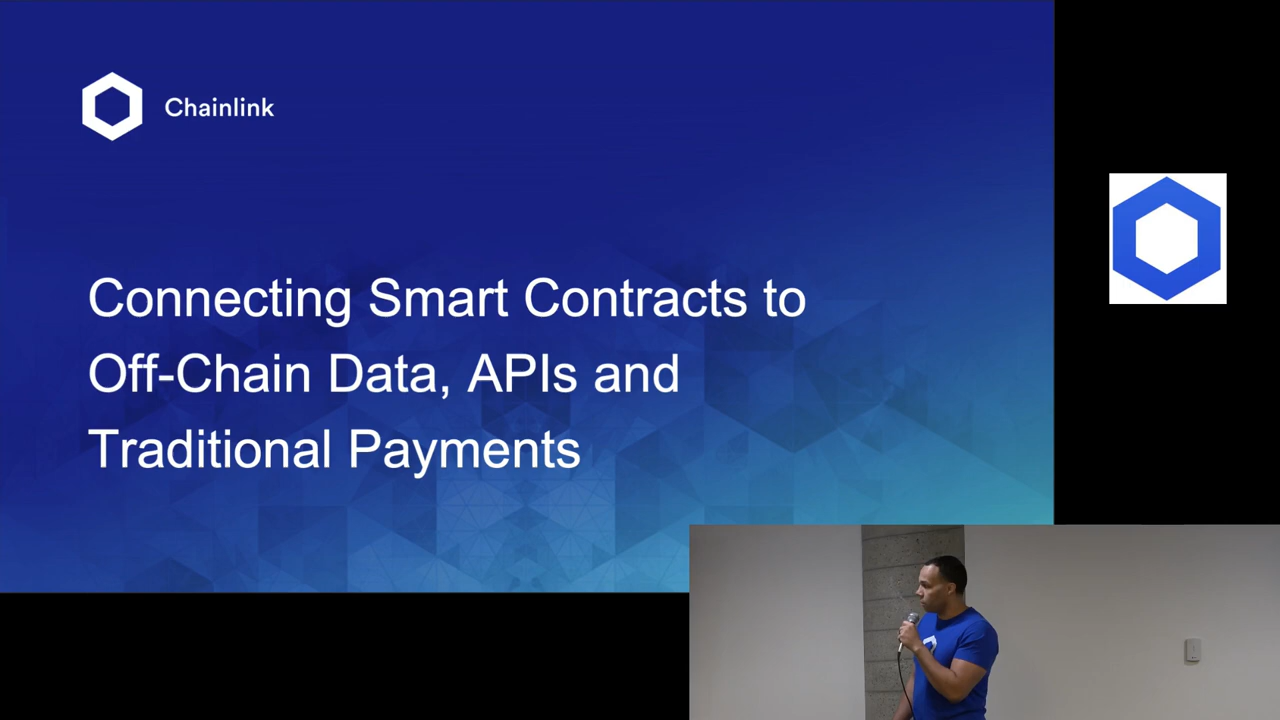 Chainlink
Connecting Smart Contracts to
Off-Chain Data, APIs and
Traditional Payments